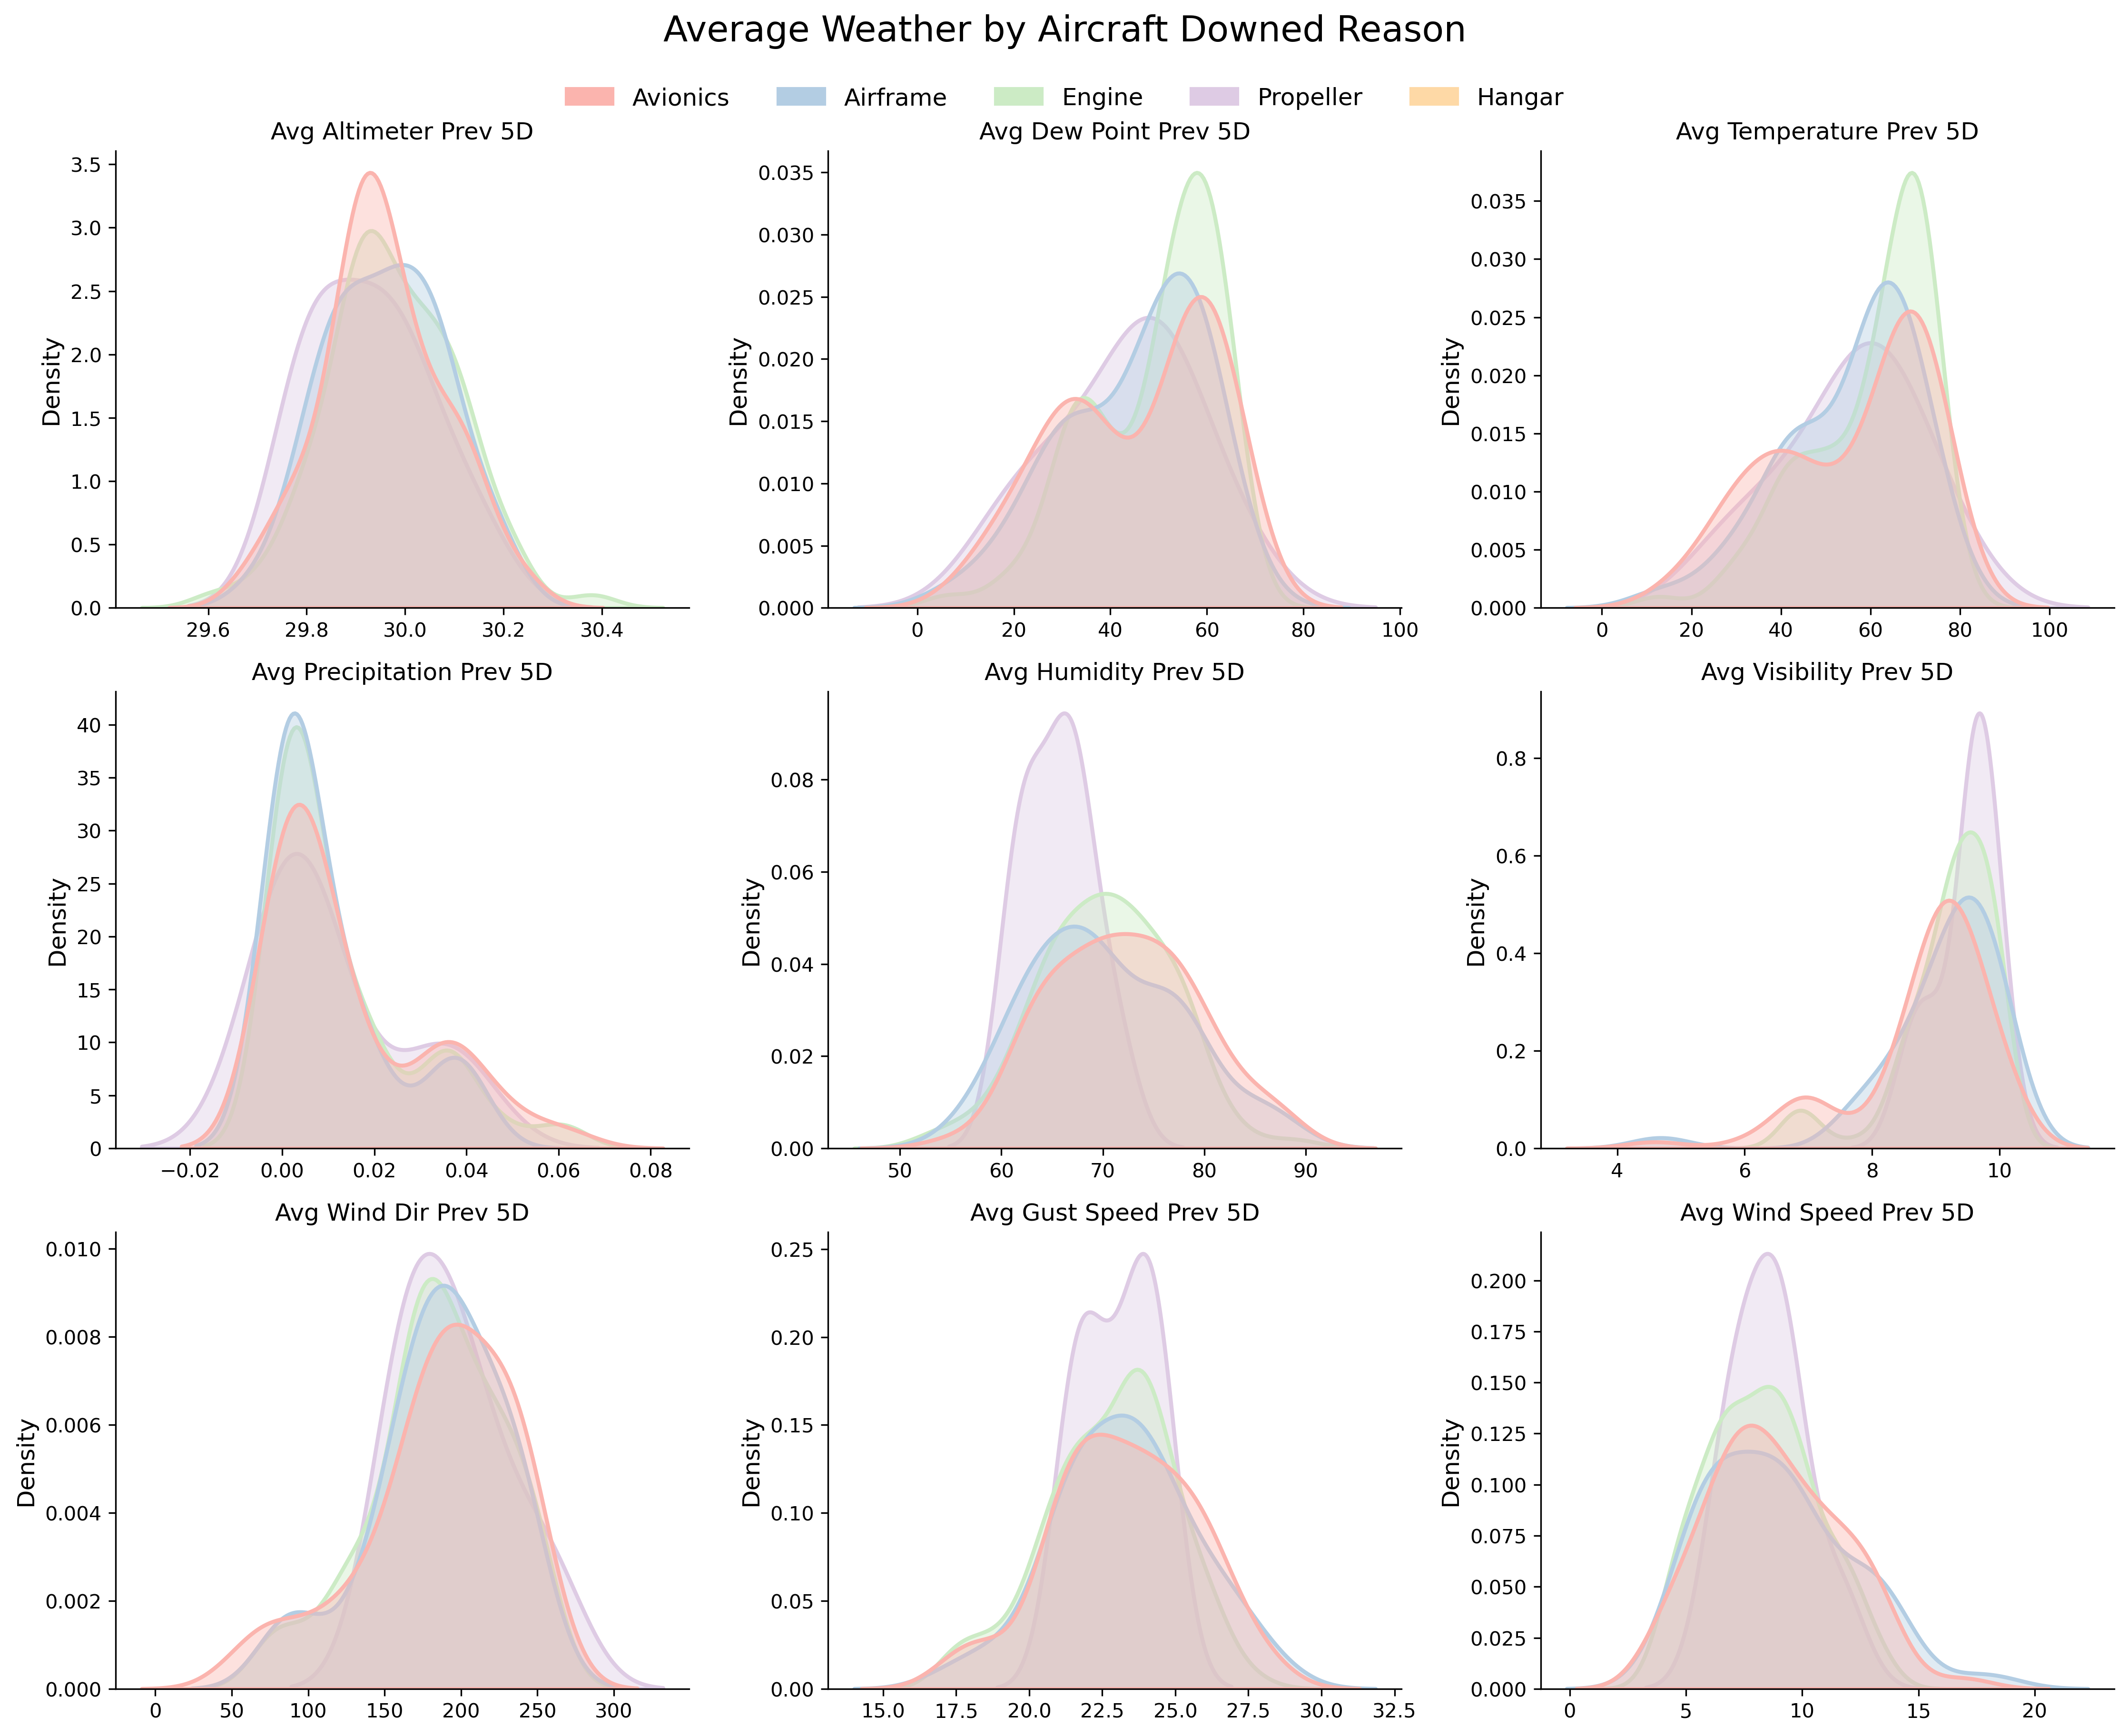 Average Weather by Aircraft Downed Reason
Avionics Airframe Engine Propeller Hangar
Avg Altimeter Prev 5D
Density
3.5
3.0
2.5
2.0
1.5
1.0
0.5
0.0
29.6 29.8 30.0 30.2 30.4
Avg Dew Point Prev 5D
Density
0.035
0.030
0.025
0.020
0.015
0.010
0.005
0.000
0 20 40 60 80 100
Avg Temperature Prev 5D
Density
0.035
0.030
0.025
0.020
0.015
0.010
0.005
0.000
0 20 40 60 80 100
Avg Precipitation Prev 5D
Density
40
35
30
25
20
15
10
5
0
−0.02 0.00 0.02 0.04 0.06 0.08
Avg Humidity Prev 5D
Density
0.08
0.06
0.04
0.02
0.00
50 60 70 80 90
Avg Visibility Prev 5D
Density
0.8
0.6
0.4
0.2
0.0
4 6 8 10
Avg Wind Dir Prev 5D
Density
0.010
0.008
0.006
0.004
0.002
0.000
0 50 100 150 200 250 300
Avg Gust Speed Prev 5D
Density
0.25
0.20
0.15
0.10
0.05
0.00
15.0 17.5 20.0 22.5 25.0 27.5 30.0 32.5
Avg Wind Speed Prev 5D
Density
0.200
0.175
0.150
0.125
0.100
0.075
0.050
0.025
0.000
0 5 10 15 20